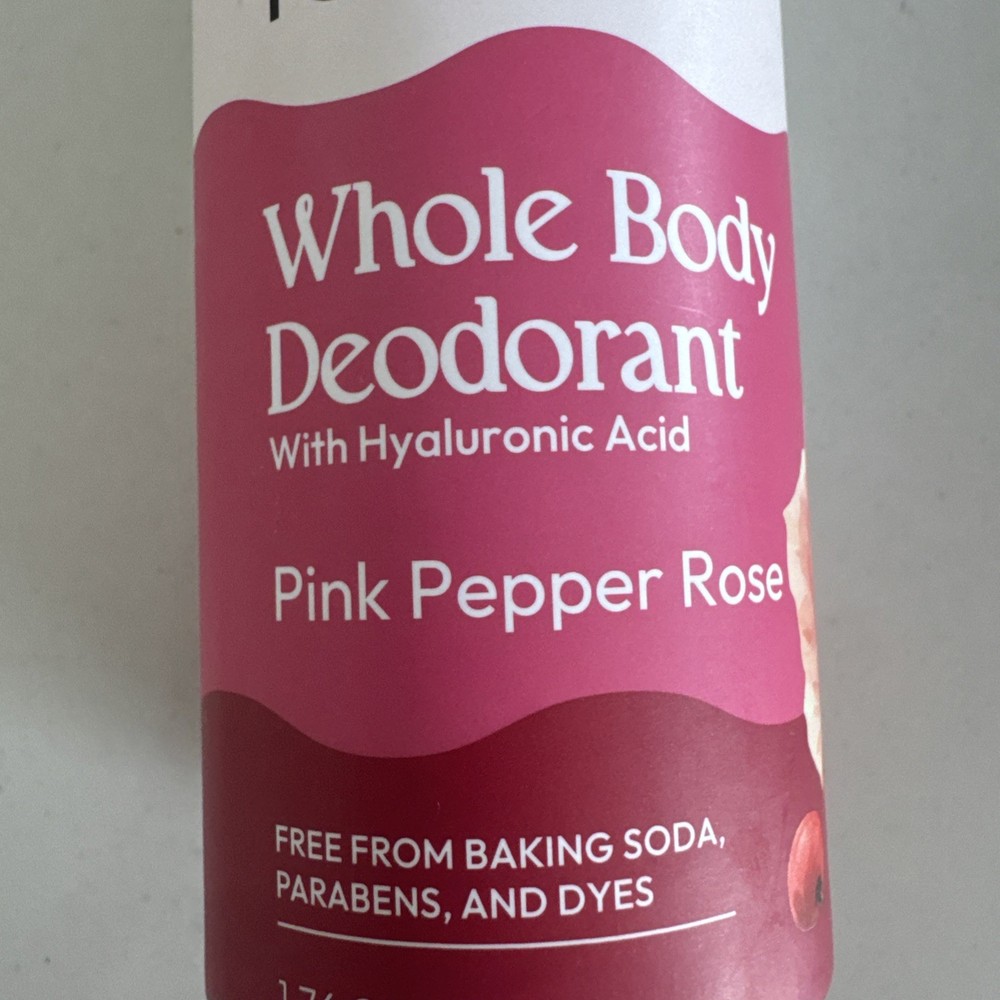 Whole Body
Deodorant
With Hyaluronic Acid
Pink Pepper Rose
FREE FROM BAKING SODA,
PARABENS, AND DYES